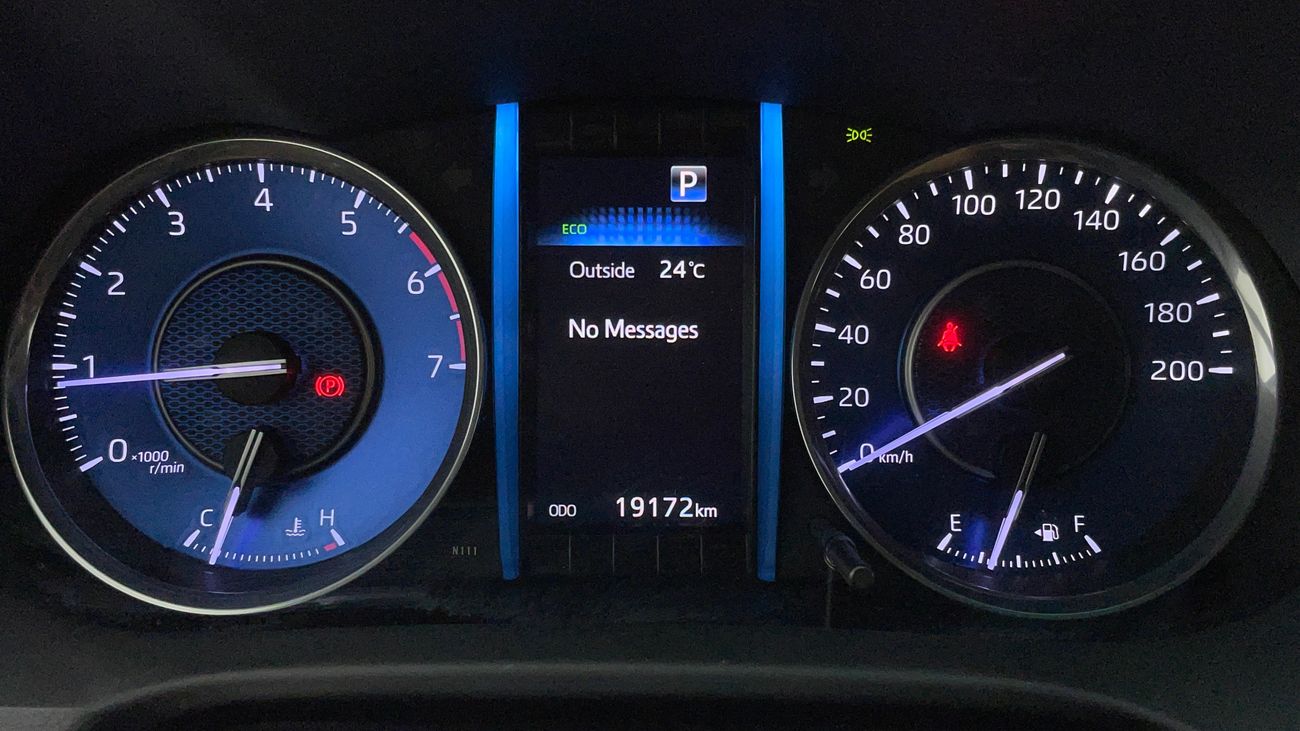 0
1
2
3
4
5
6
7
×1000
r/min
C
H
P
N111
P
ECO
Outside 24°C
No Messages
ODO 19172km
0
20
40
60
80
100
120
140
160
180
200
km/h
E
F